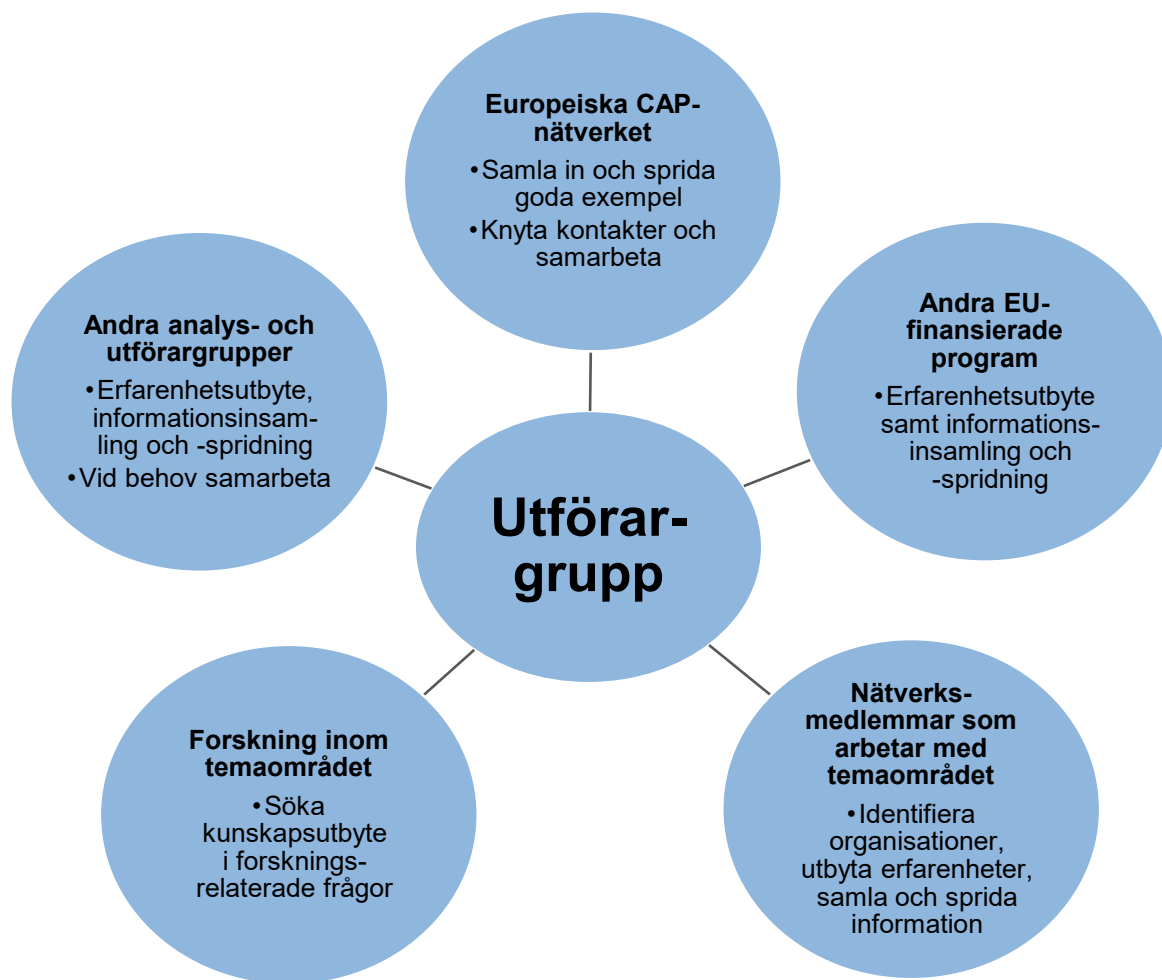 Europeiska CAP-
nätverket
•Samla in och sprida
goda exempel
•Knyta kontakter och
samarbeta
Andra EU-
finansierade
program
•Erfarenhetsutbyte
samt informations-
insamling och
-spridning
Nätverks-
medlemmar som
arbetar med
temaområdet
•Identifiera
organisationer,
utbyta erfarenheter,
samla och sprida
information
Forskning inom
temaområdet
•Söka
kunskapsutbyte
i forsknings-
relaterade frågor
Andra analys- och
utförargrupper
•Erfarenhetsutbyte,
informationsinsam-
ling och -spridning
•Vid behov samarbeta
Utförar-
grupp